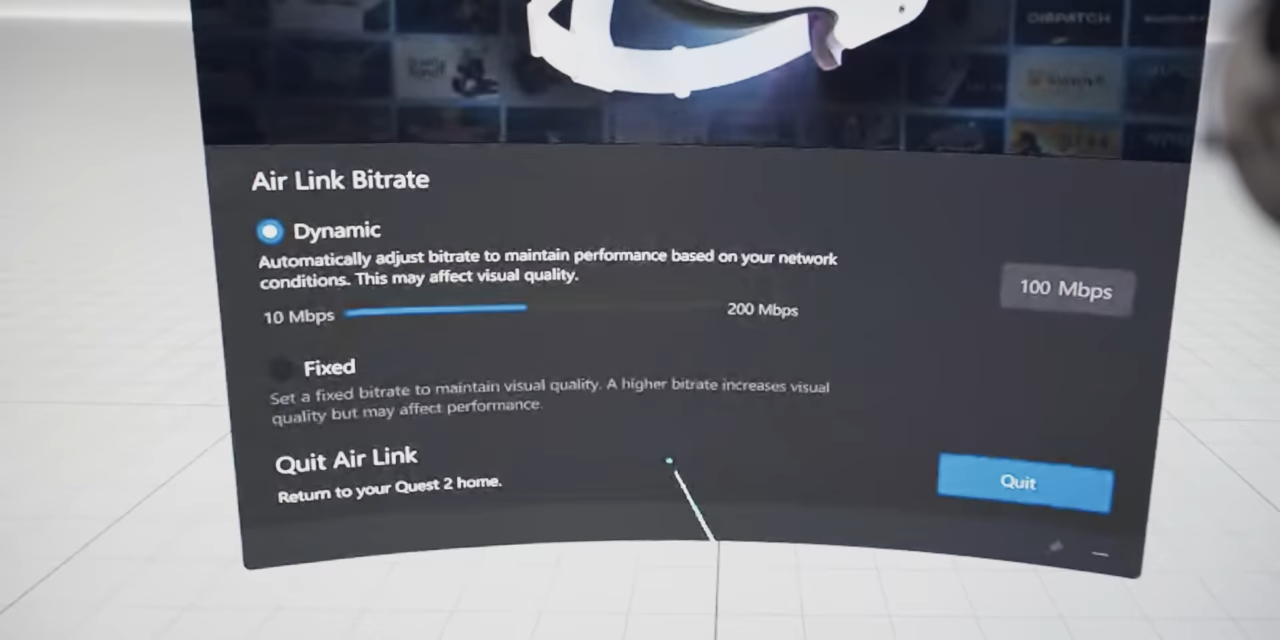 DISPATCH
Air Link Bitrate
Dynamic
Automatically adjust bitrate to maintain performance based on your network
conditions. This may affect visual quality.
10 Mbps
200 Mbps
100 Mbps
Fixed
Set a fixed bitrate to maintain visual quality. A higher bitrate increases visual
quality but may affect performance.
Quit Air Link
Return to your Quest 2 home.
Quit